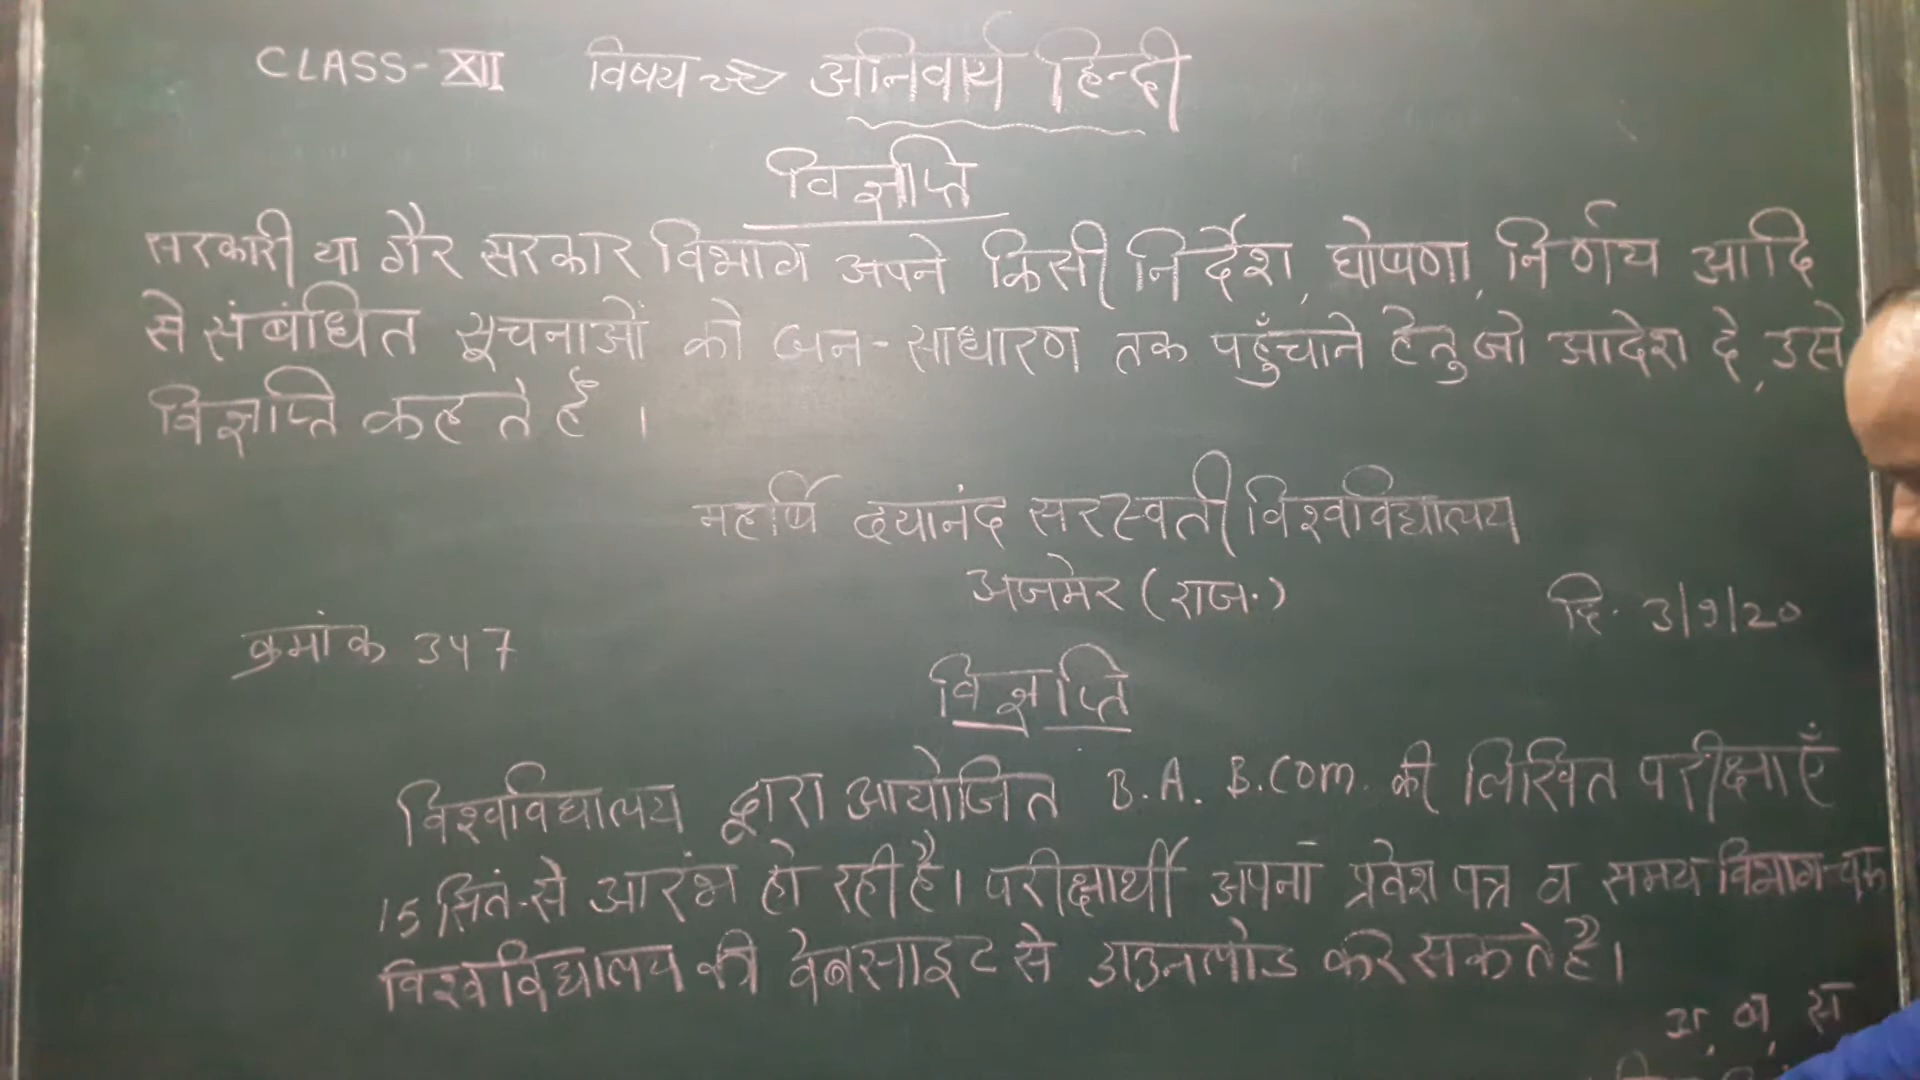 CLASS-XII विषय ⇒ अनिवार्य हिन्दी
विज्ञप्ति
सरकारी या गैर सरकार विभाग अपने किसी निर्देश, घोषणा, निर्णय आदि
से संबंधित सूचनाओं को जन-साधारण तक पहुँचाने हेतु जो आदेश दे, उसे
विज्ञप्ति कहते हैं ।
महर्षि दयानंद सरस्वती विश्वविद्यालय
अजमेर (राज.)
क्रमांक 347
दि. 3/9/20
विज्ञप्ति
विश्वविद्यालय द्वारा आयोजित B.A. B.Com. की लिखित परीक्षाएँ
15 सितं.से आरंभ हो रही है। परीक्षार्थी अपना प्रवेश पत्र व समय विभाग-चक्र
विश्वविद्यालय की वेबसाइट से डाउनलोड कर सकते है।
अ, ब, स